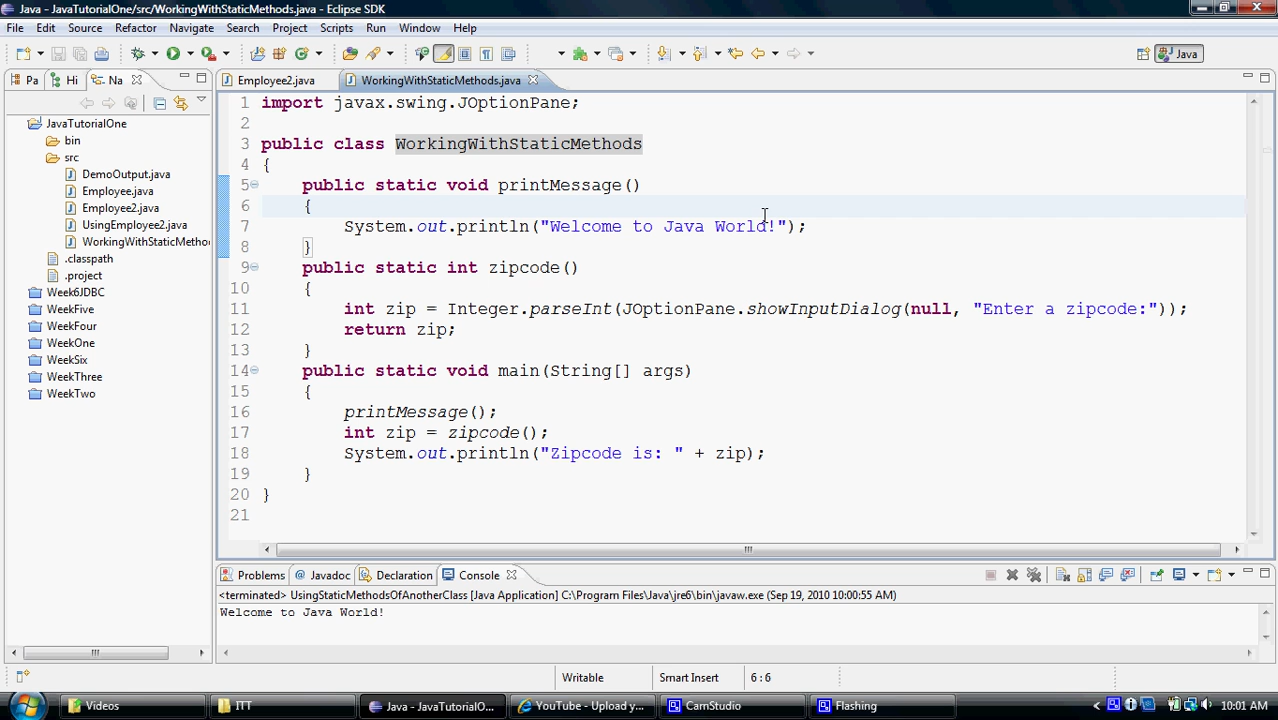 Java - JavaTutorialOne/src/WorkingWithStaticMethods.java - Eclipse SDK
File Edit Source Refactor Navigate Search Project Scripts Run Window Help
Java
Pa Hi Na
Employee2.java WorkingWithStaticMethods.java
JavaTutorialOne
bin
src
DemoOutput.java
Employee.java
Employee2.java
UsingEmployee2.java
WorkingWithStaticMetho
.classpath
.project
Week6JDBC
WeekFive
WeekFour
WeekOne
WeekSix
WeekThree
WeekTwo
1 import javax.swing.JOptionPane;
2
3 public class WorkingWithStaticMethods
4 {
5 public static void printMessage()
6 {
7 System.out.println("Welcome to Java World!");
8 }
9 public static int zipcode()
10 {
11 int zip = Integer.parseInt(JOptionPane.showInputDialog(null, "Enter a zipcode:"));
12 return zip;
13 }
14 public static void main(String[] args)
15 {
16 printMessage();
17 int zip = zipcode();
18 System.out.println("Zipcode is: " + zip);
19 }
20 }
21
Problems @ Javadoc Declaration Console
<terminated> UsingStaticMethodsOfAnotherClass [Java Application] C:\Program Files\Java\jre6\bin\javaw.exe (Sep 19, 2010 10:00:55 AM)
Welcome to Java World!
Writable Smart Insert 6 : 6
Videos ITT Java - JavaTutorialO... YouTube - Upload y... CamStudio Flashing 10:01 AM